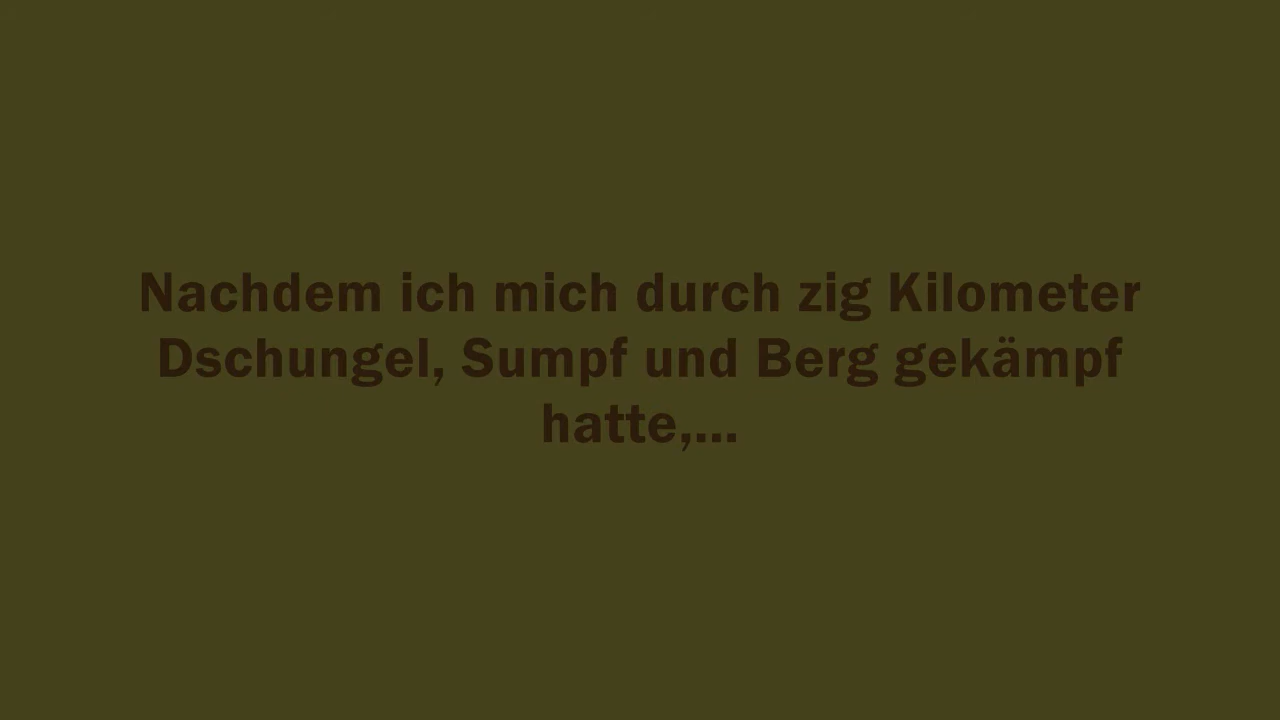 Nachdem ich mich durch zig Kilometer
Dschungel, Sumpf und Berg gekämpf
hatte,...